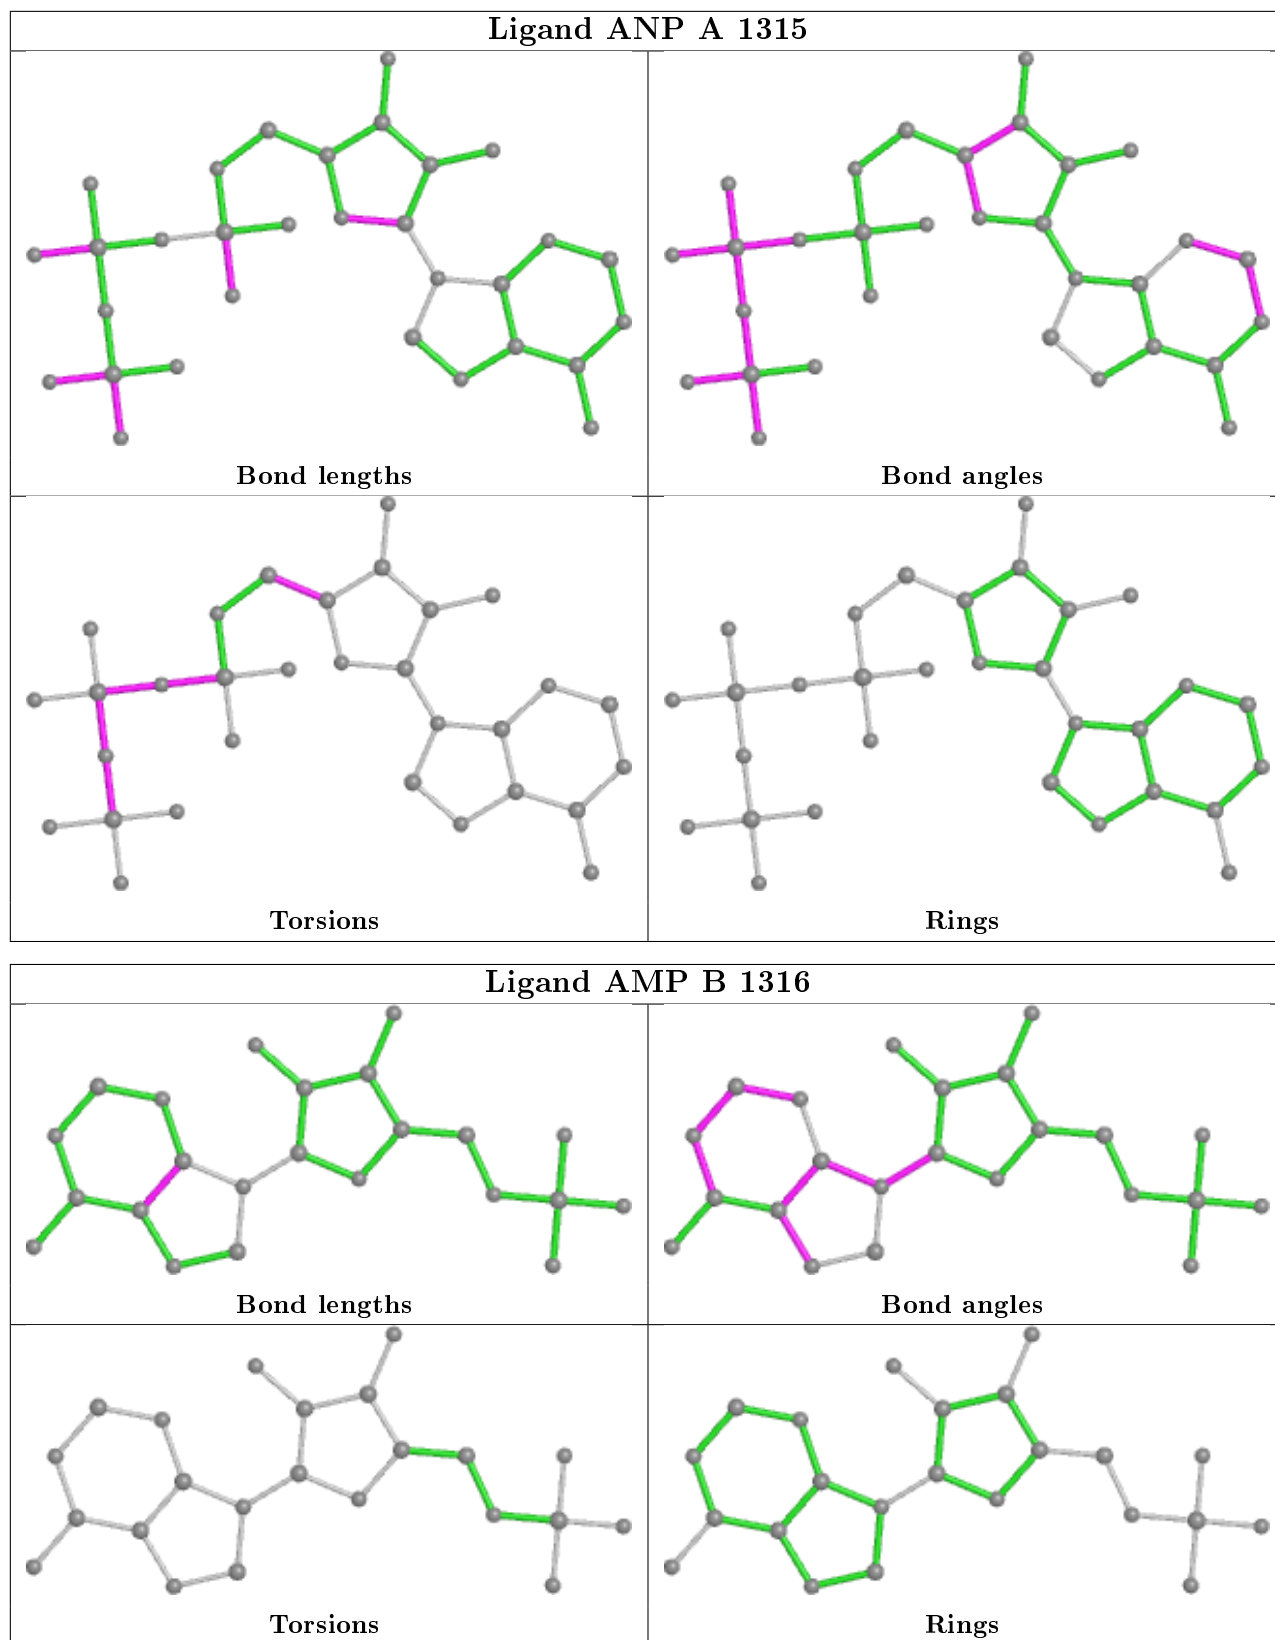 Ligand ANP A 1315
Bond lengths
Bond angles
Torsions
Rings
Ligand AMP B 1316
Bond lengths
Bond angles
Torsions
Rings